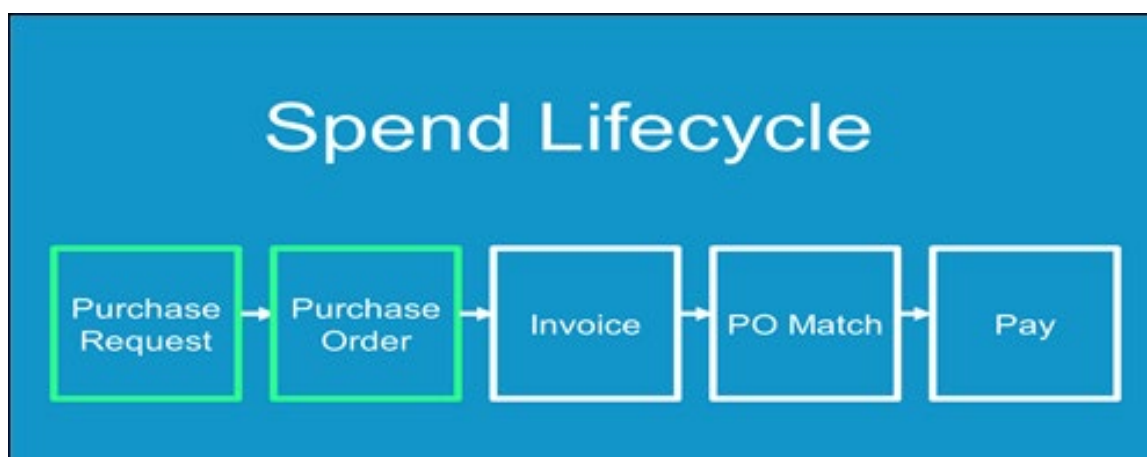 Spend Lifecycle
Purchase
Request
Purchase
Order
Invoice
PO Match
Pay